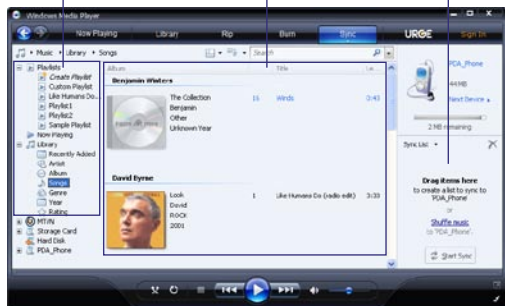 Windows Media Player
Now Playing Library Rip Burn Sync URGE Sign In
Music Library Songs
Search
Playlists
Create Playlist
Custom Playlist
Like Humans Do...
Playlist1
Playlist2
Sample Playlist
Now Playing
Library
Recently Added
Artist
Album
Songs
Genre
Year
Rating
MTVN
Storage Card
Hard Disk
PDA_Phone
Album Title Le...
Benjamin Winters
The Collection 16 Winds 3:43
Benjamin
Other
Unknown Year
David Byrne
Look 1 Like Humans Do (radio edit) 3:33
David
ROCK
2001
PDA_Phone
44MB
Next Device
2 MB remaining
Sync List
Drag items here
to create a list to sync to
'PDA_Phone'
or
Shuffle music
to 'PDA_Phone'.
Start Sync